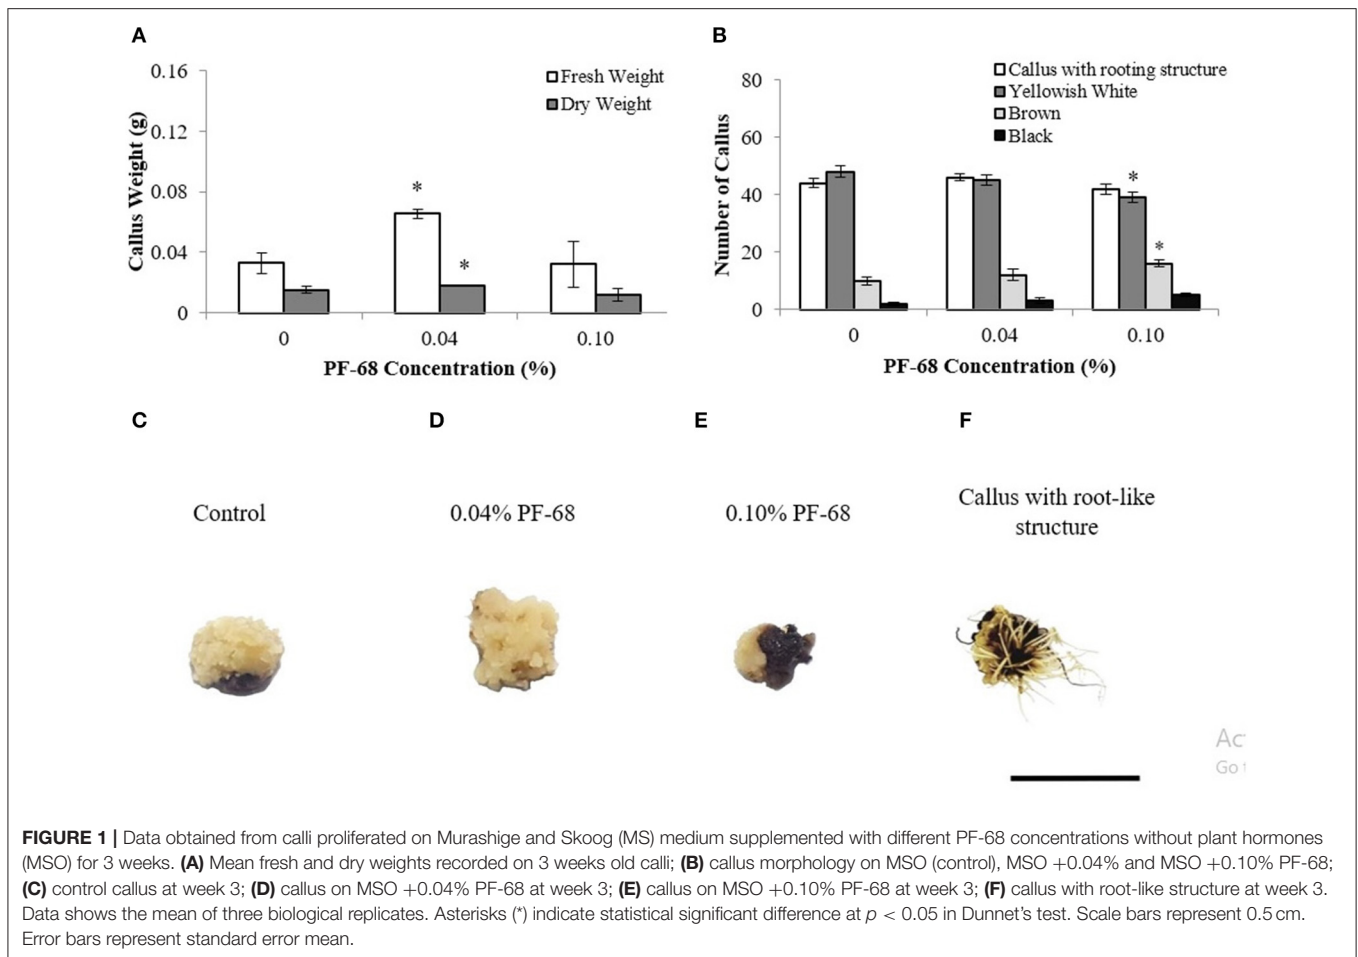 A
0.16
0.12
0.08
0.04
0
Callus Weight (g)
Fresh Weight
Dry Weight
*
*
0
0.04
0.10
PF-68 Concentration (%)
B
80
60
40
20
0
Number of Callus
Callus with rooting structure
Yellowish White
Brown
Black
*
*
0
0.04
0.10
PF-68 Concentration (%)
C
D
E
F
Control
0.04% PF-68
0.10% PF-68
Callus with root-like
structure
Go
FIGURE 1 | Data obtained from calli proliferated on Murashige and Skoog (MS) medium supplemented with different PF-68 concentrations without plant hormones
(MSO) for 3 weeks. (A) Mean fresh and dry weights recorded on 3 weeks old calli; (B) callus morphology on MSO (control), MSO +0.04% and MSO +0.10% PF-68;
(C) control callus at week 3; (D) callus on MSO +0.04% PF-68 at week 3; (E) callus on MSO +0.10% PF-68 at week 3; (F) callus with root-like structure at week 3.
Data shows the mean of three biological replicates. Asterisks (*) indicate statistical significant difference at p < 0.05 in Dunnet's test. Scale bars represent 0.5 cm.
Error bars represent standard error mean.